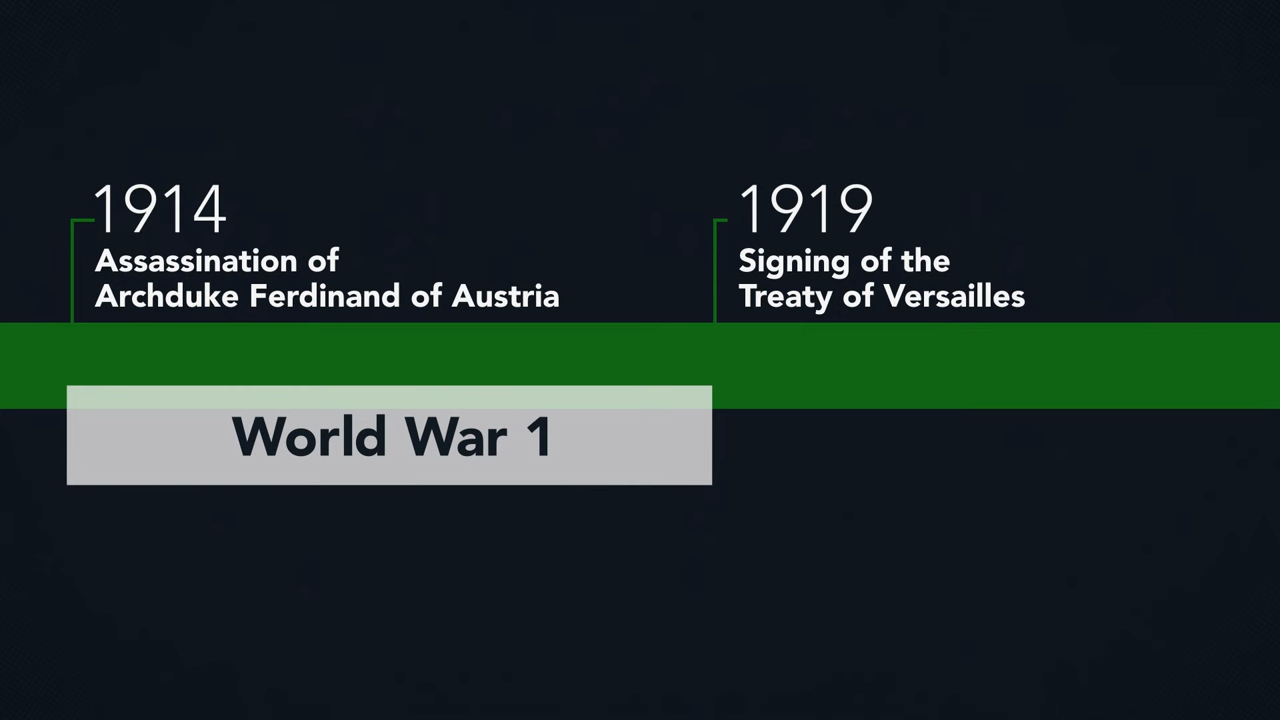 1914
Assassination of
Archduke Ferdinand of Austria
1919
Signing of the
Treaty of Versailles
World War 1